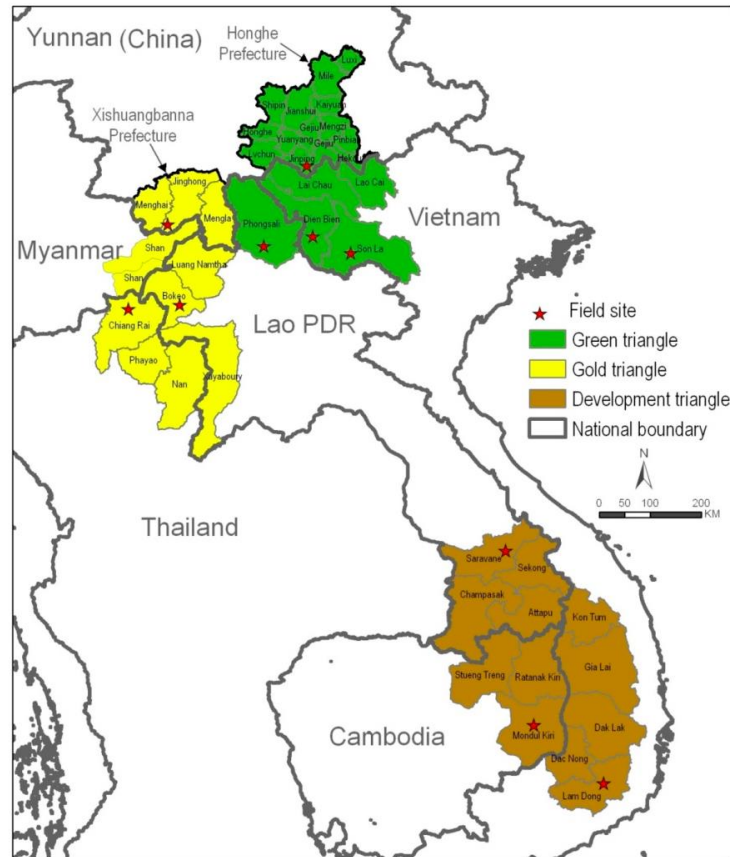 Yunnan (China)
Honghe
Prefecture
Luxi
Mile
Xishuangbanna
Prefecture
Shipin
Jianshui
Kaiyuan
Honghe
Gejiu
Mengzi
Yuanyang
Gejiu
Pinbian
Lvchun
Jinping
Jinghong
Menghai
Mengla
Lai Chau
Lao Cai
Phongsali
Dien Bien
Son La
Vietnam
Myanmar
Shan
Shan
Luang Namtha
Bokeo
Chiang Rai
Lao PDR
Phayao
Nan
Xayaboury
Field site
Green triangle
Gold triangle
Development triangle
National boundary
N
0 50 100 200
KM
Thailand
Saravane
Sekong
Champasak
Attapu
Kon Tum
Gia Lai
Stueng Treng
Ratanak Kiri
Cambodia
Mondul Kiri
Dak Lak
Dac Nong
Lam Dong